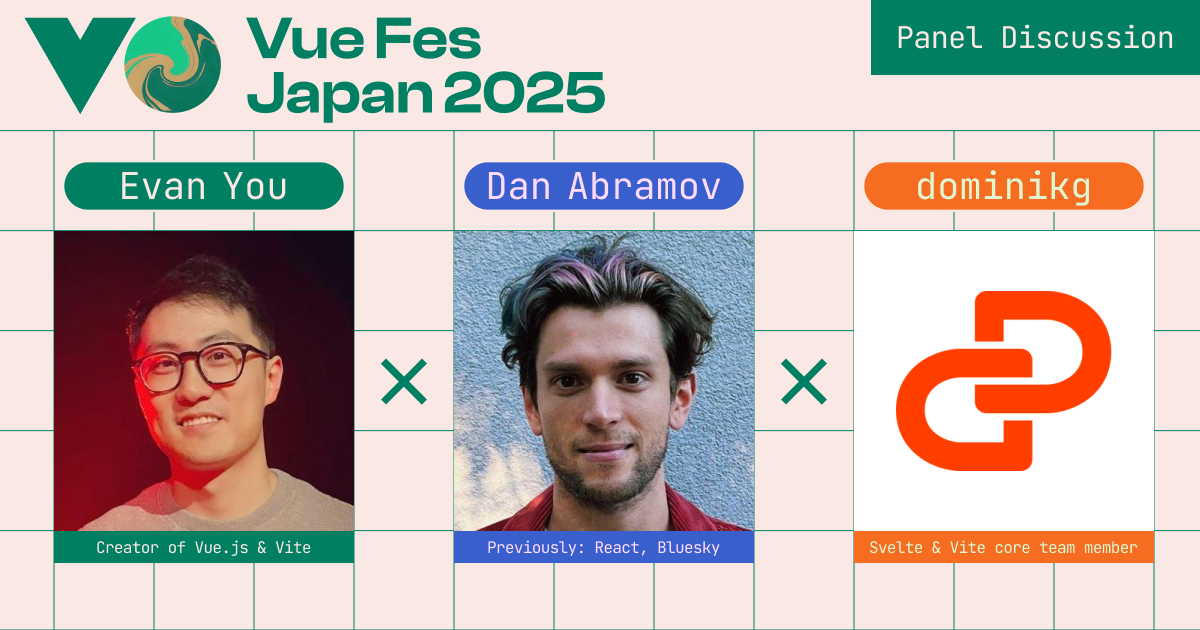 Vue Fes
Japan 2025
Panel Discussion
Evan You
Dan Abramov
dominikg
Creator of Vue.js & Vite
Previously: React, Bluesky
Svelte & Vite core team member